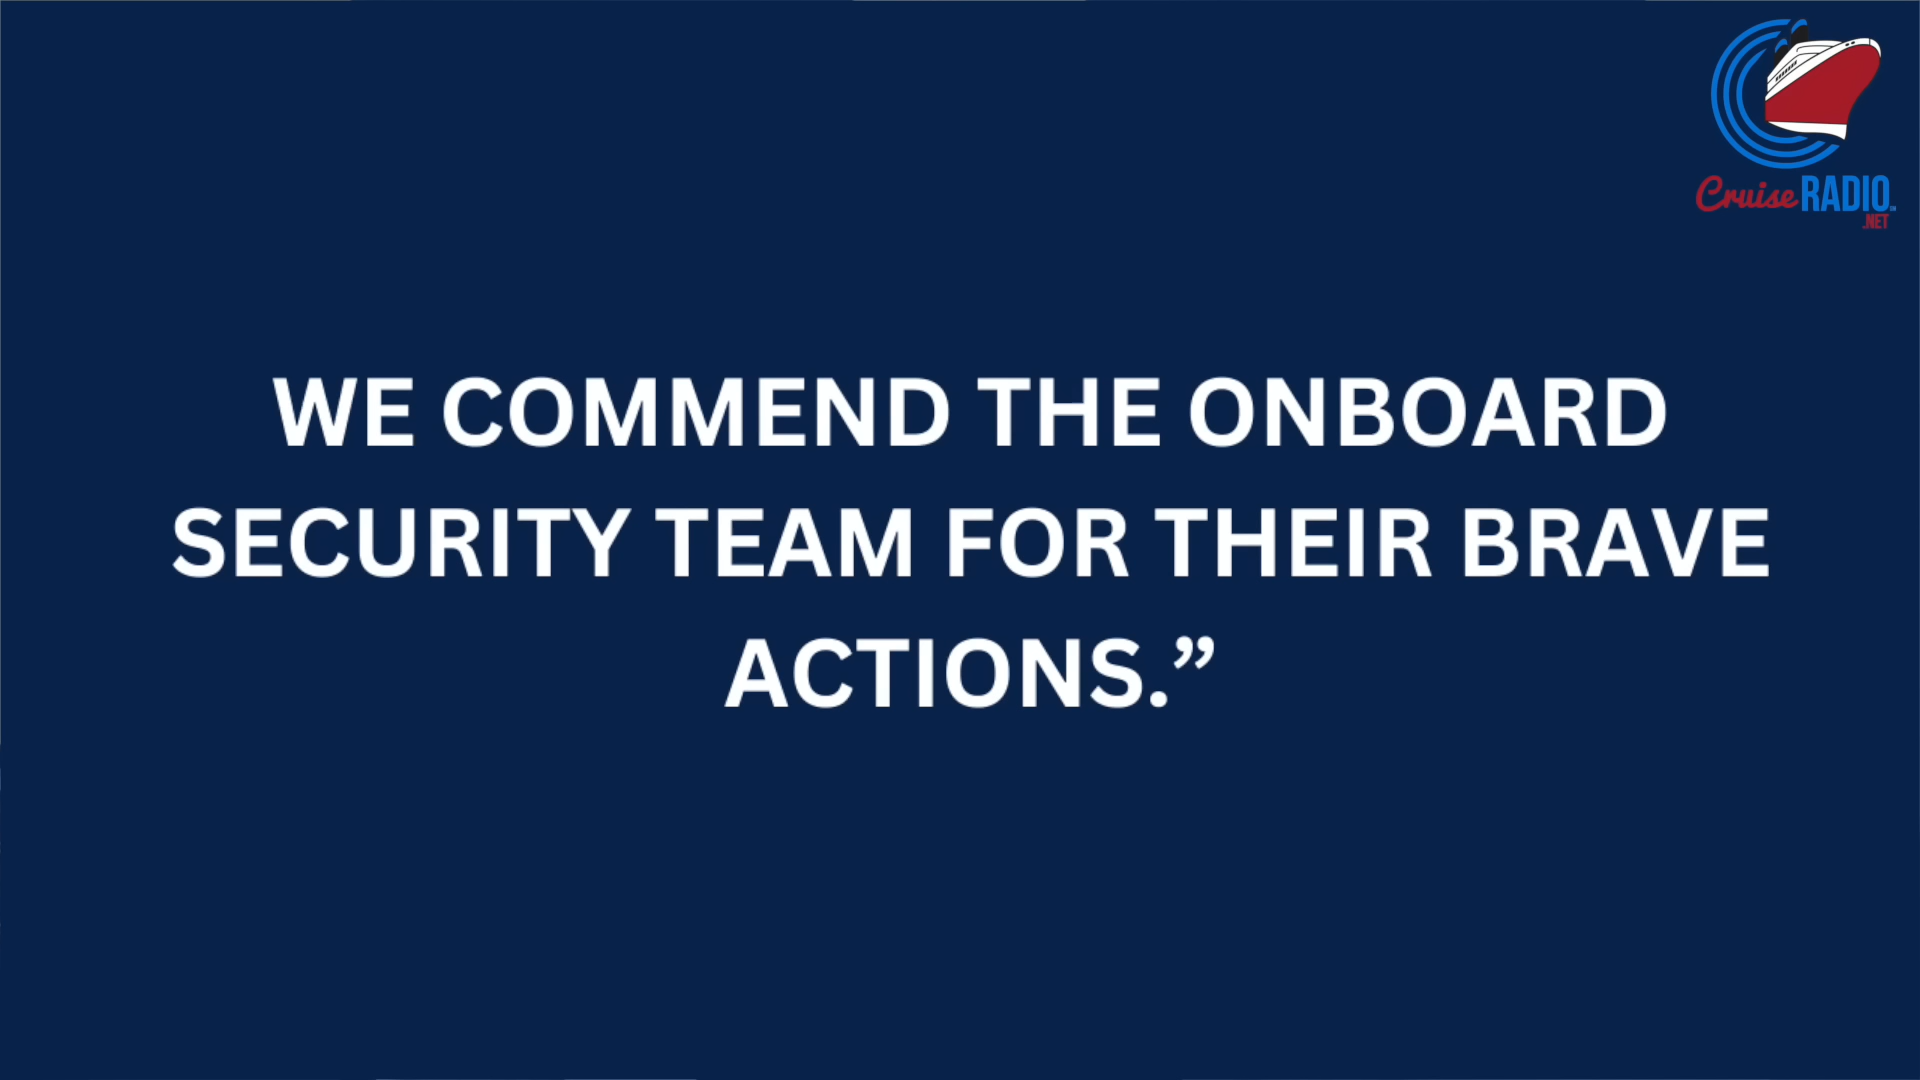 Cruise RADIO
.NET
WE COMMEND THE ONBOARD
SECURITY TEAM FOR THEIR BRAVE
ACTIONS.”